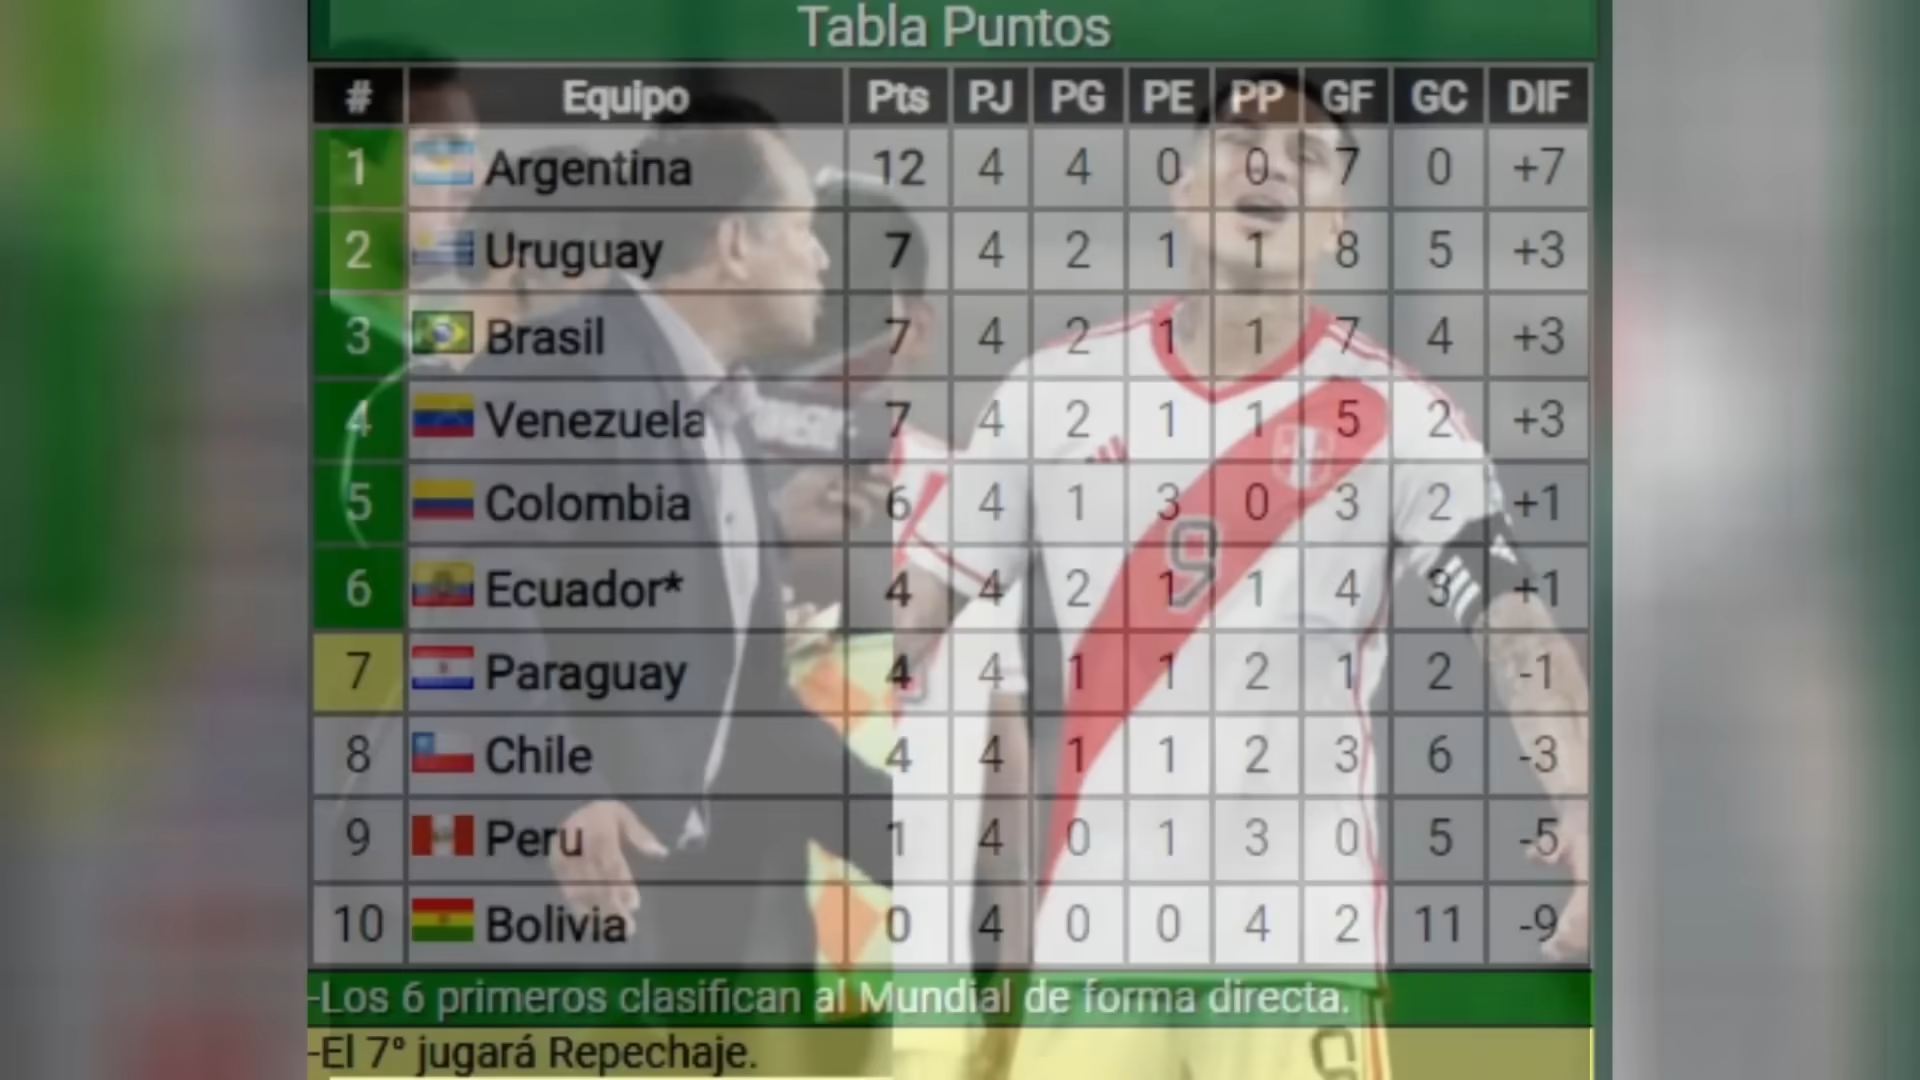 Tabla Puntos
# Equipo Pts PJ PG PE PP GF GC DIF
1 Argentina 12 4 4 0 0 7 0 +7
2 Uruguay 7 4 2 1 1 8 5 +3
3 Brasil 7 4 2 1 1 7 4 +3
4 Venezuela 7 4 2 1 1 5 2 +3
5 Colombia 6 4 1 3 0 3 2 +1
6 Ecuador* 4 4 2 1 1 4 3 +1
7 Paraguay 4 4 1 1 2 1 2 -1
8 Chile 4 4 1 1 2 3 6 -3
9 Peru 1 4 0 1 3 0 5 -5
10 Bolivia 0 4 0 0 4 2 11 -9
9
-Los 6 primeros clasifican al Mundial de forma directa.
-El 7° jugará Repechaje.